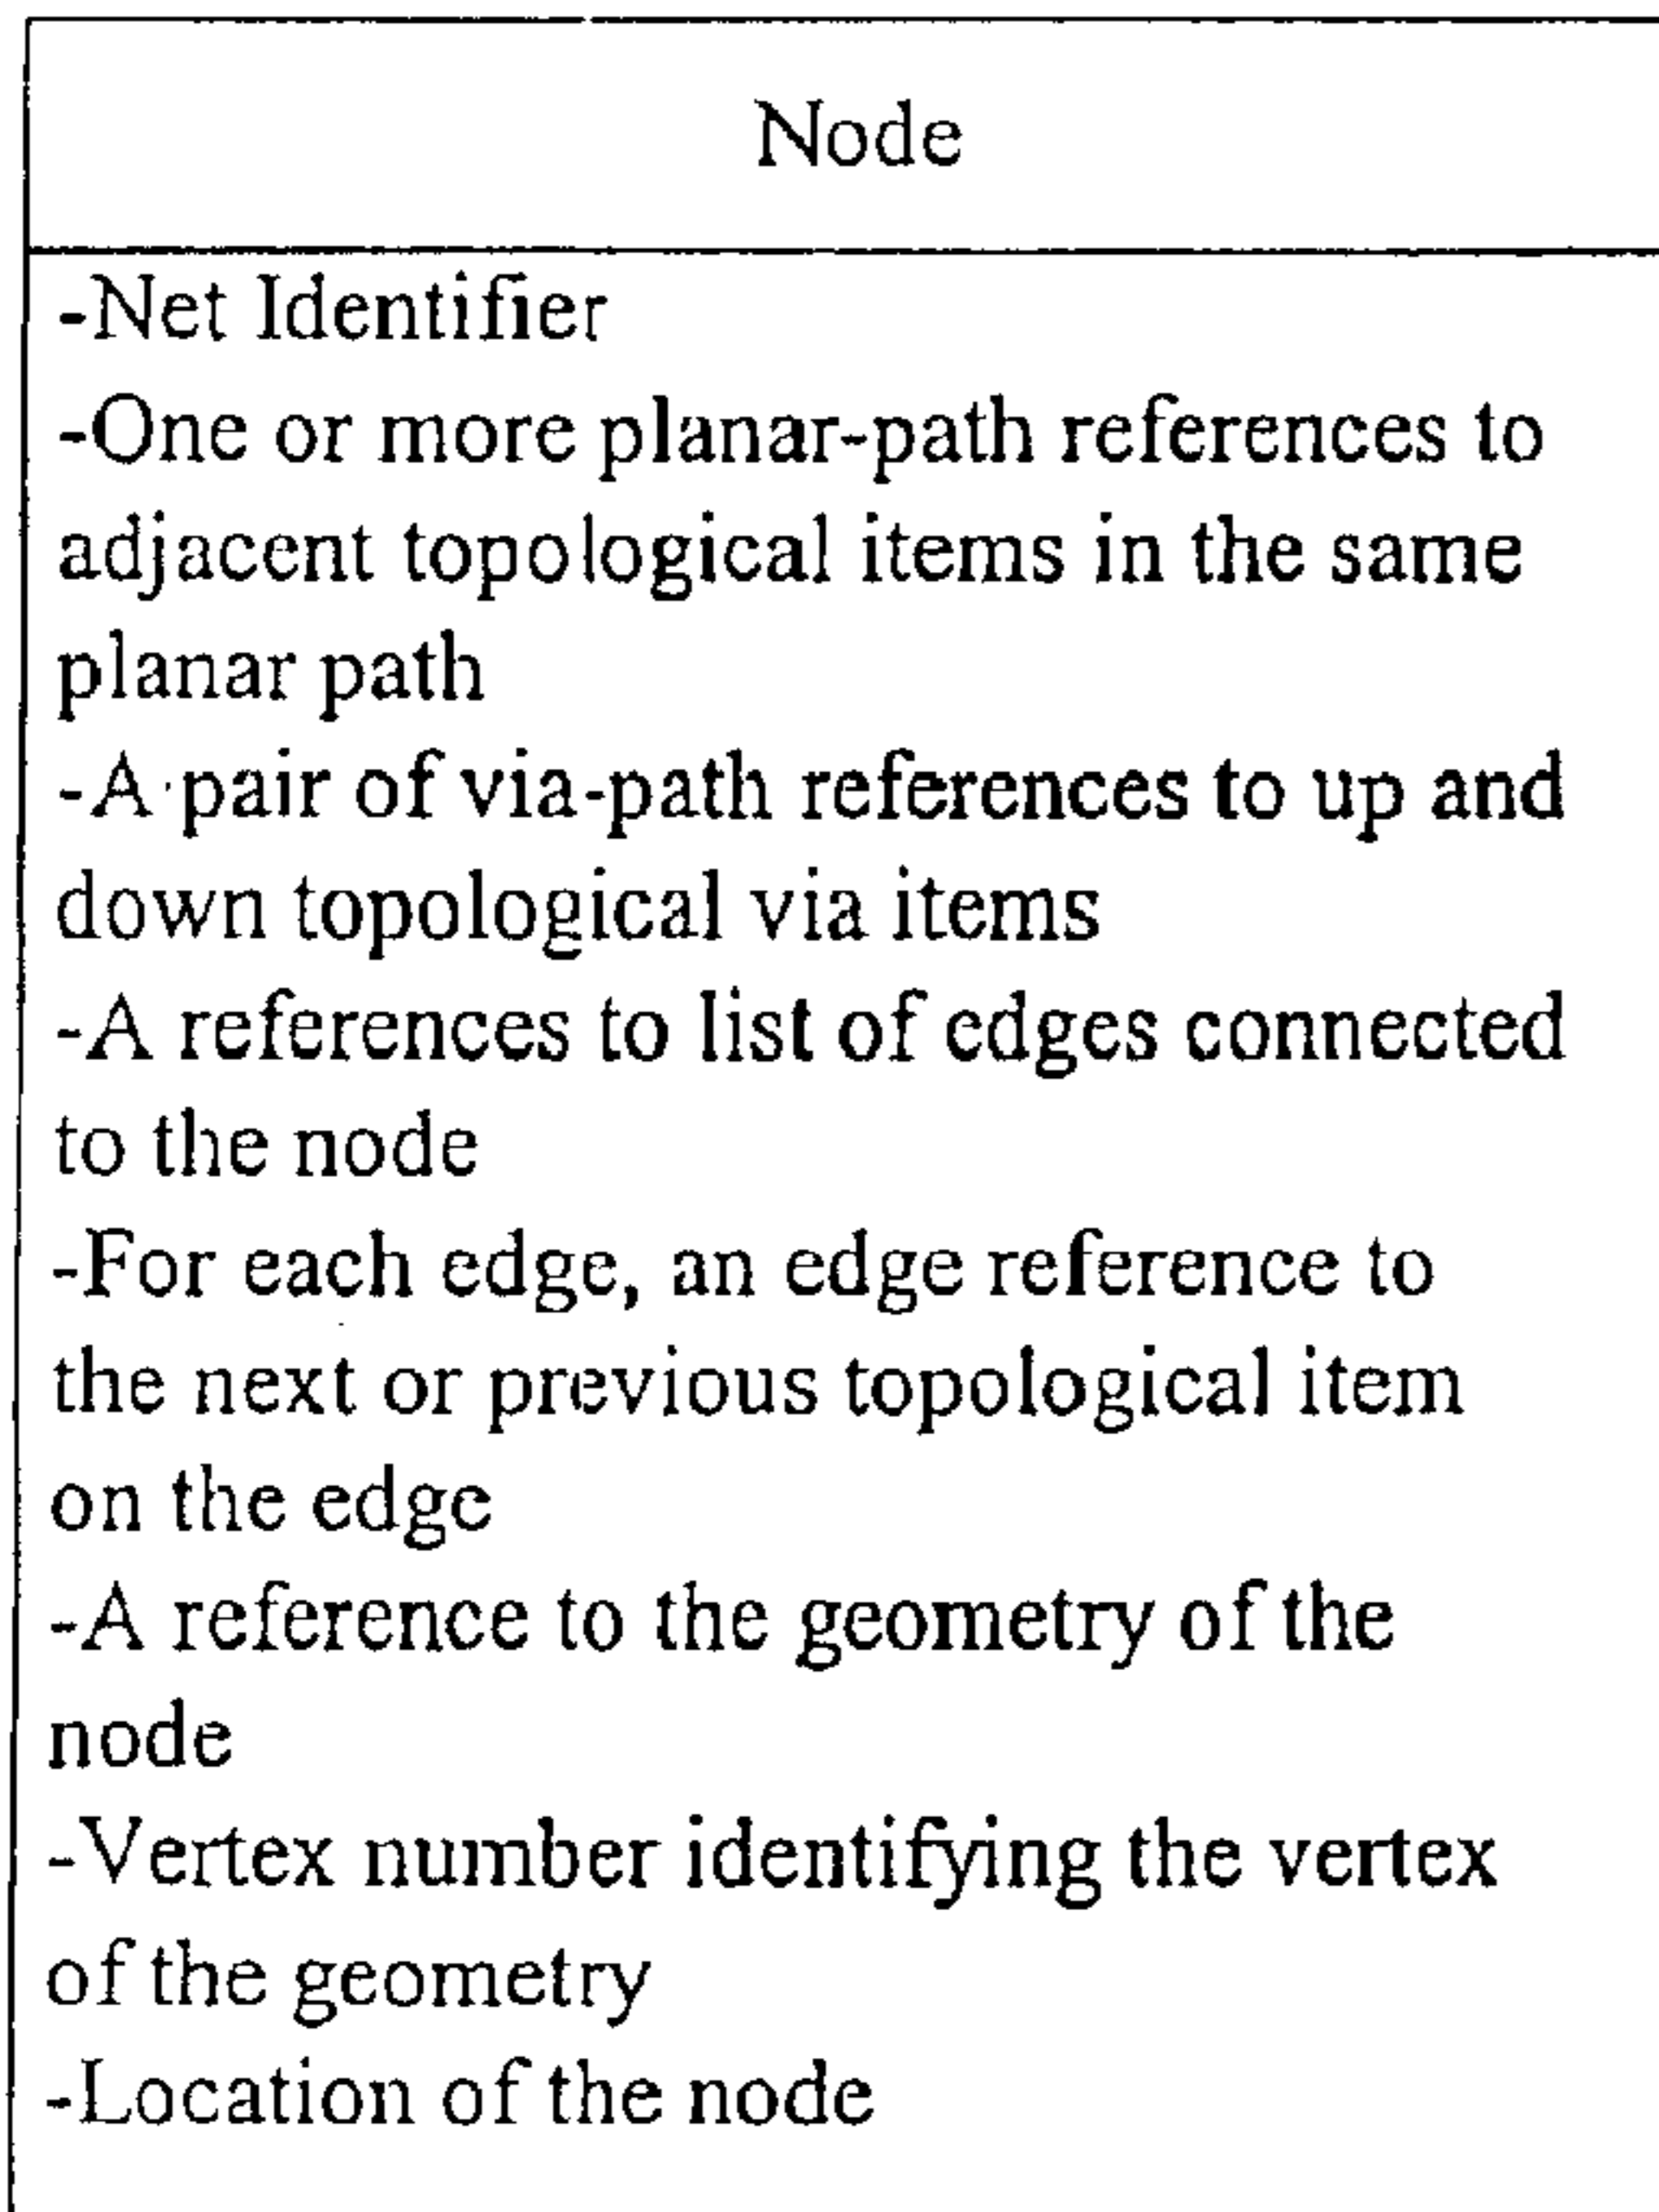 Node
-Net Identifier
-One or more planar-path references to
adjacent topological items in the same
planar path
-A pair of via-path references to up and
down topological via items
-A references to list of edges connected
to the node
-For each edge, an edge reference to
the next or previous topological item
on the edge
-A reference to the geometry of the
node
-Vertex number identifying the vertex
of the geometry
-Location of the node